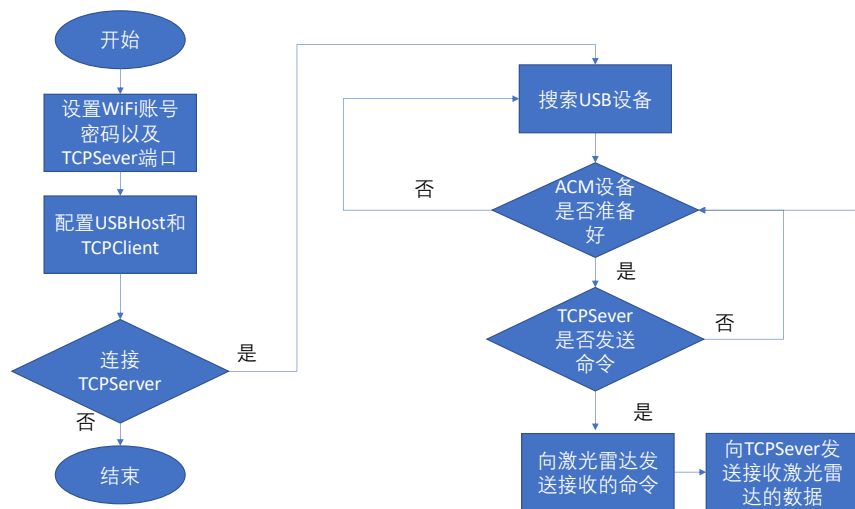 开始
设置WiFi账号
密码以及
TCPSever端口
配置USBHost和
TCPClient
连接
TCPServer
是
否
结束
搜索USB设备
ACM设备
是否准备
好
否
是
TCPSever
是否发送
命令
否
是
向激光雷达发
送接收的命令
向TCPSever发
送接收激光雷
达的数据